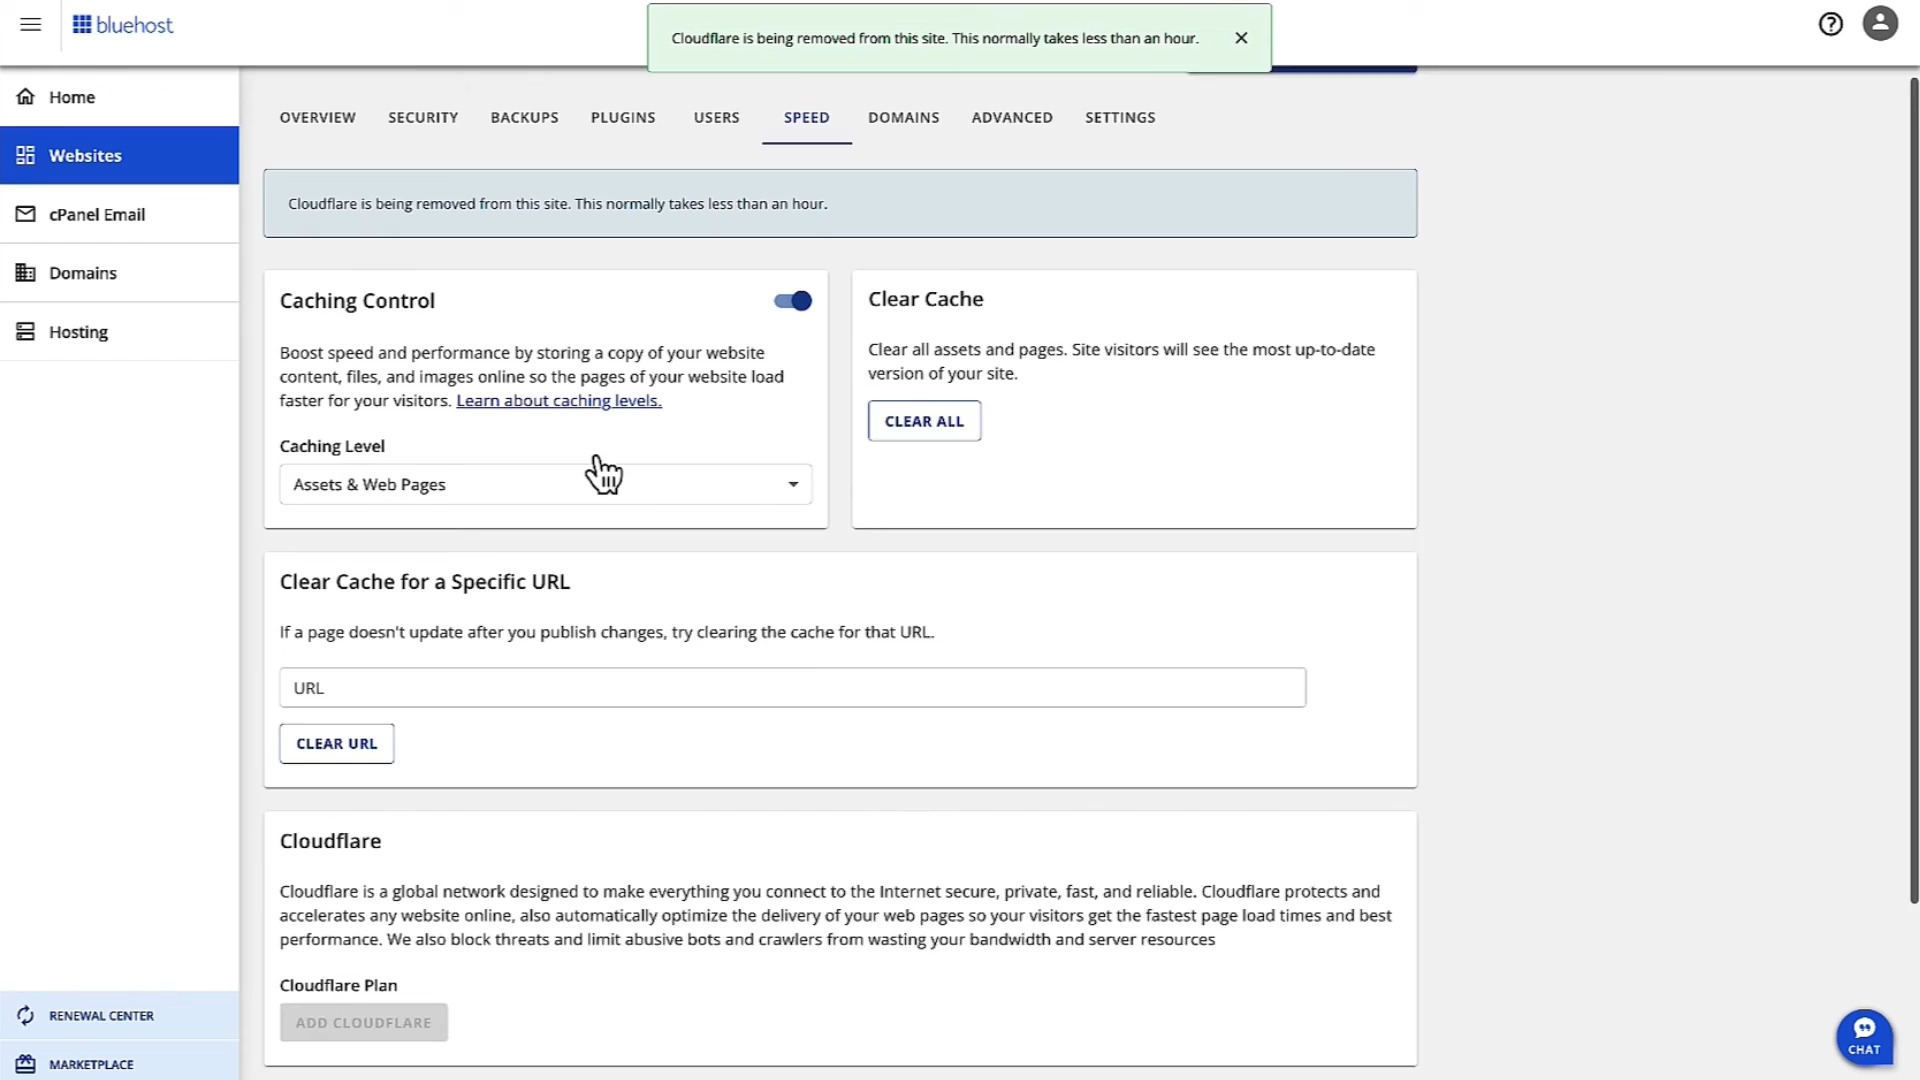 bluehost
Cloudflare is being removed from this site. This normally takes less than an hour.
Home
Websites
cPanel Email
Domains
Hosting
RENEWAL CENTER
MARKETPLACE
OVERVIEW SECURITY BACKUPS PLUGINS USERS SPEED DOMAINS ADVANCED SETTINGS
Cloudflare is being removed from this site. This normally takes less than an hour.
Caching Control
Boost speed and performance by storing a copy of your website
content, files, and images online so the pages of your website load
faster for your visitors. Learn about caching levels.
Caching Level
Assets & Web Pages
Clear Cache
Clear all assets and pages. Site visitors will see the most up-to-date
version of your site.
CLEAR ALL
Clear Cache for a Specific URL
If a page doesn't update after you publish changes, try clearing the cache for that URL.
URL
CLEAR URL
Cloudflare
Cloudflare is a global network designed to make everything you connect to the Internet secure, private, fast, and reliable. Cloudflare protects and
accelerates any website online, also automatically optimize the delivery of your web pages so your visitors get the fastest page load times and best
performance. We also block threats and limit abusive bots and crawlers from wasting your bandwidth and server resources
Cloudflare Plan
ADD CLOUDFLARE
CHAT